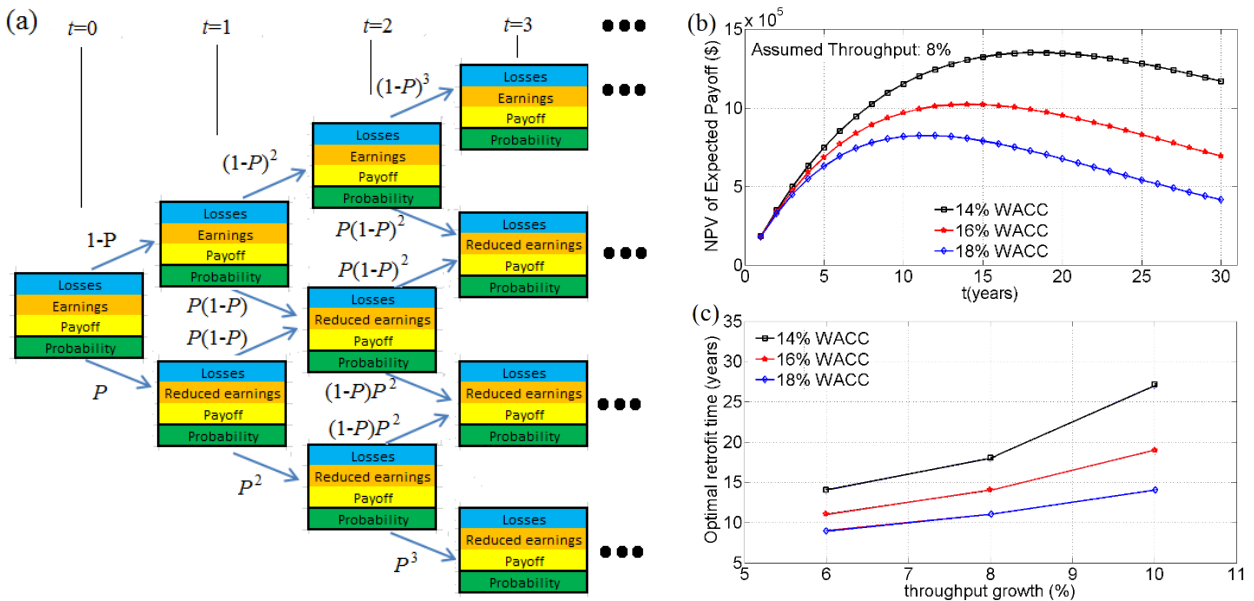 (a)
t=0
t=1
t=2
t=3
(1-P)³
Losses
Earnings
Payoff
Probability
(1-P)²
Losses
Earnings
Payoff
Probability
1-P
Losses
Earnings
Payoff
Probability
P(1-P)²
P(1-P)²
Losses
Reduced earnings
Payoff
Probability
Losses
Earnings
Payoff
Probability
P(1-P)
P(1-P)
Losses
Reduced earnings
Payoff
Probability
P
Losses
Reduced earnings
Payoff
Probability
(1-P)P²
(1-P)P²
Losses
Reduced earnings
Payoff
Probability
P²
Losses
Reduced earnings
Payoff
Probability
P³
Losses
Reduced earnings
Payoff
Probability
(b)
15 x 10⁵
Assumed Throughput: 8%
NPV of Expected Payoff ($)
10
5
0
14% WACC
16% WACC
18% WACC
0 5 10 15 20 25 30
t(years)
(c)
35
30
25
20
15
10
5
14% WACC
16% WACC
18% WACC
Optimal retrofit time (years)
5 6 7 8 9 10 11
throughput growth (%)